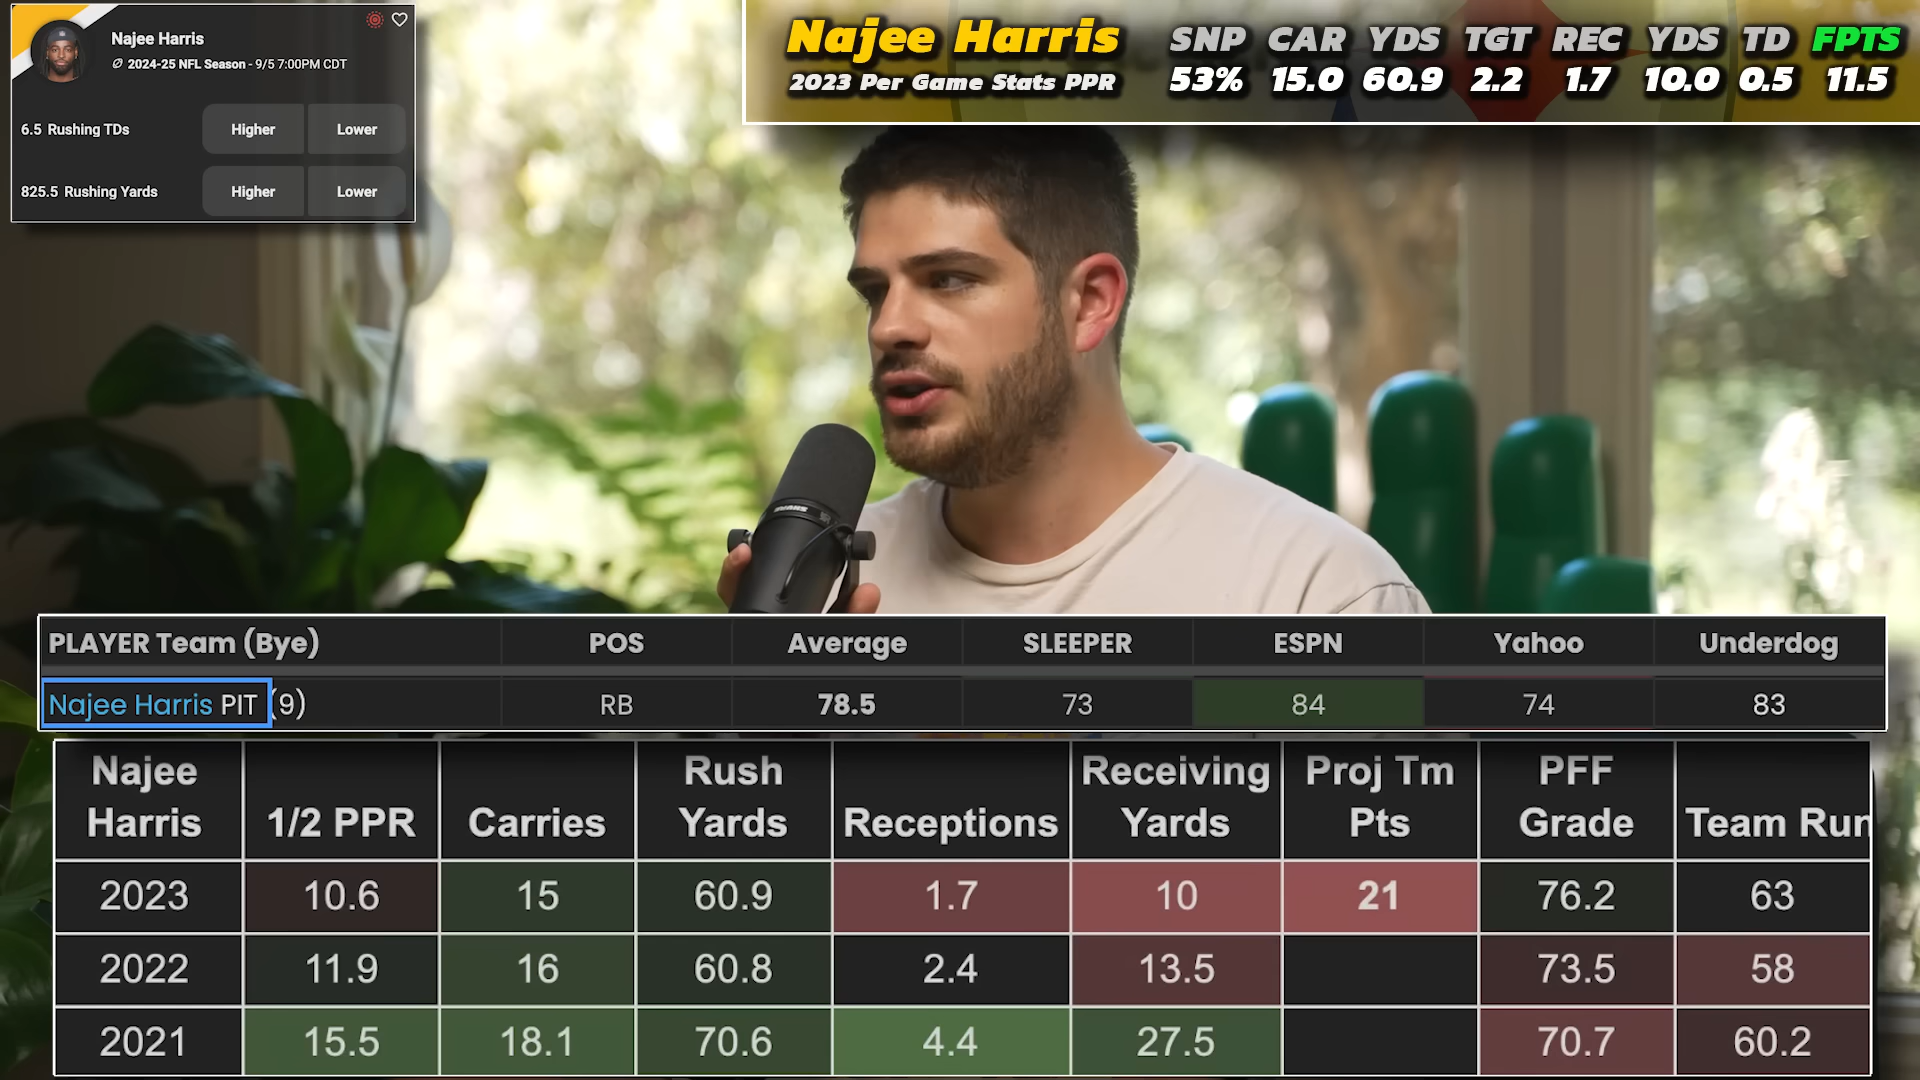 Najee Harris
2024-25 NFL Season - 9/5 7:00PM CDT
6.5 Rushing TDs Higher Lower
825.5 Rushing Yards Higher Lower
Najee Harris SNP CAR YDS TGT REC YDS TD FPTS
2023 Per Game Stats PPR 53% 15.0 60.9 2.2 1.7 10.0 0.5 11.5
PLAYER Team (Bye) POS Average SLEEPER ESPN Yahoo Underdog
Najee Harris PIT (9) RB 78.5 73 84 74 83
Najee Harris 1/2 PPR Carries Rush Yards Receptions Receiving Yards Proj Tm Pts PFF Grade Team Run
2023 10.6 15 60.9 1.7 10 21 76.2 63
2022 11.9 16 60.8 2.4 13.5 73.5 58
2021 15.5 18.1 70.6 4.4 27.5 70.7 60.2